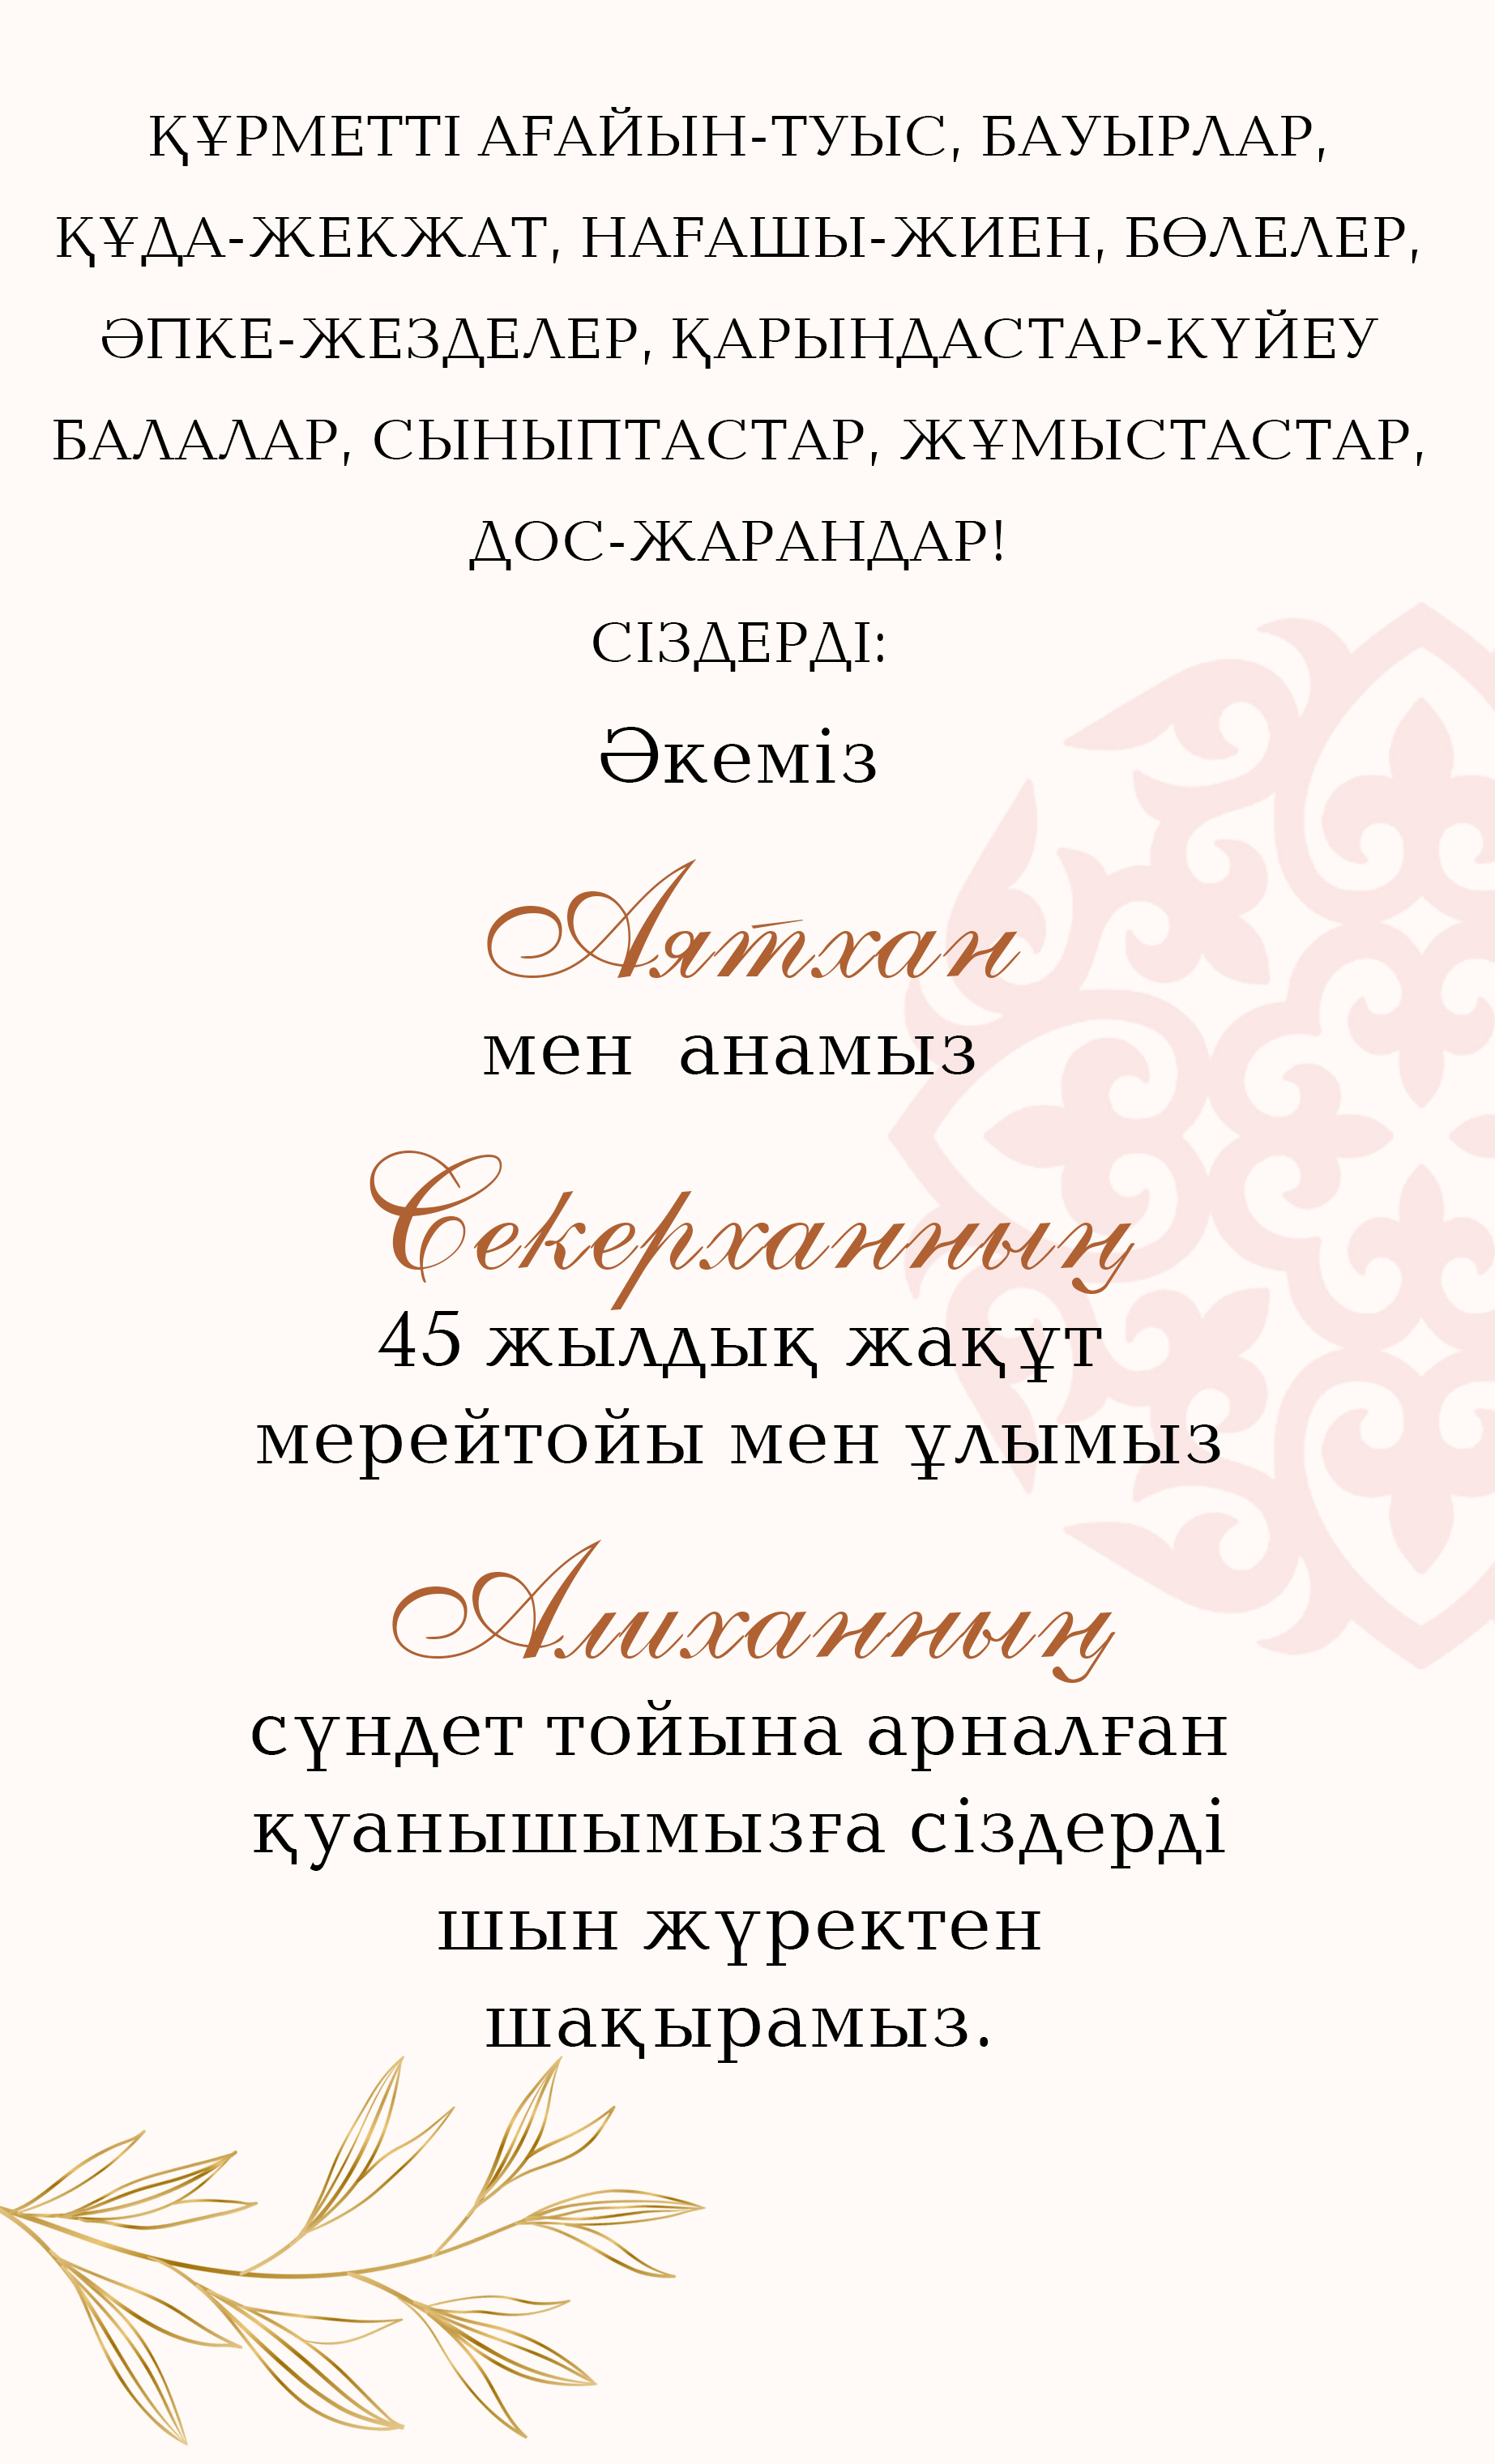 ҚҰРМЕТТІ АҒАЙЫН-ТУЫС, БАУЫРЛАР,
ҚҰДА-ЖЕКЖАТ, НАҒАШЫ-ЖИЕН, БӨЛЕЛЕР,
ӘПКЕ-ЖЕЗДЕЛЕР, ҚАРЫНДАСТАР-КҮЙЕУ
БАЛАЛАР, СЫНЫПТАСТАР, ЖҰМЫСТАСТАР,
ДОС-ЖАРАНДАР!
СІЗДЕРДІ:
Әкеміз
Аятхан
мен анамыз
Секерханның
45 жылдық жақұт
мерейтойы мен ұлымыз
Алиханның
сүндет тойына арналған
қуанышымызға сіздерді
шын жүректен
шақырамыз.